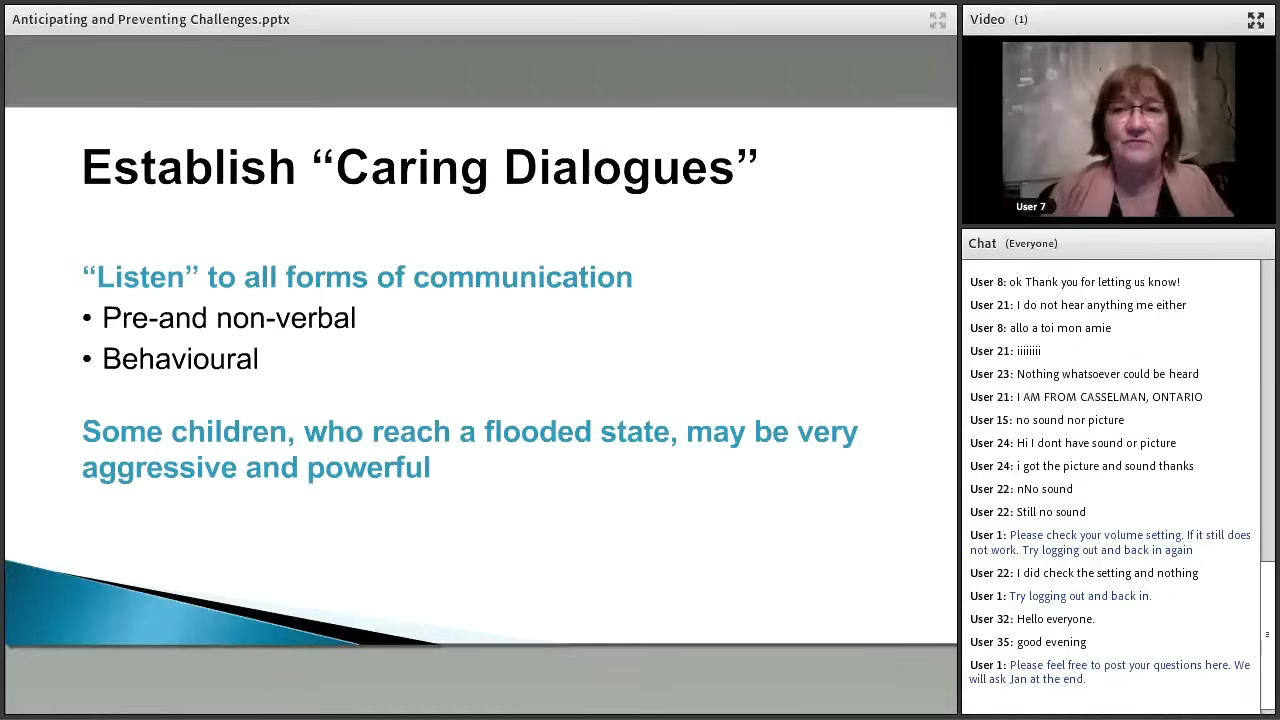 Anticipating and Preventing Challenges.pptx
Establish “Caring Dialogues”
“Listen” to all forms of communication
• Pre-and non-verbal
• Behavioural
Some children, who reach a flooded state, may be very
aggressive and powerful
Video (1)
User 7
Chat (Everyone)
User 8: ok Thank you for letting us know!
User 21: I do not hear anything me either
User 8: allo a toi mon amie
User 21: iiiiiiii
User 23: Nothing whatsoever could be heard
User 21: I AM FROM CASSELMAN, ONTARIO
User 15: no sound nor picture
User 24: Hi I dont have sound or picture
User 24: i got the picture and sound thanks
User 22: nNo sound
User 22: Still no sound
User 1: Please check your volume setting. If it still does
not work. Try logging out and back in again
User 22: I did check the setting and nothing
User 1: Try logging out and back in.
User 32: Hello everyone.
User 35: good evening
User 1: Please feel free to post your questions here. We
will ask Jan at the end.